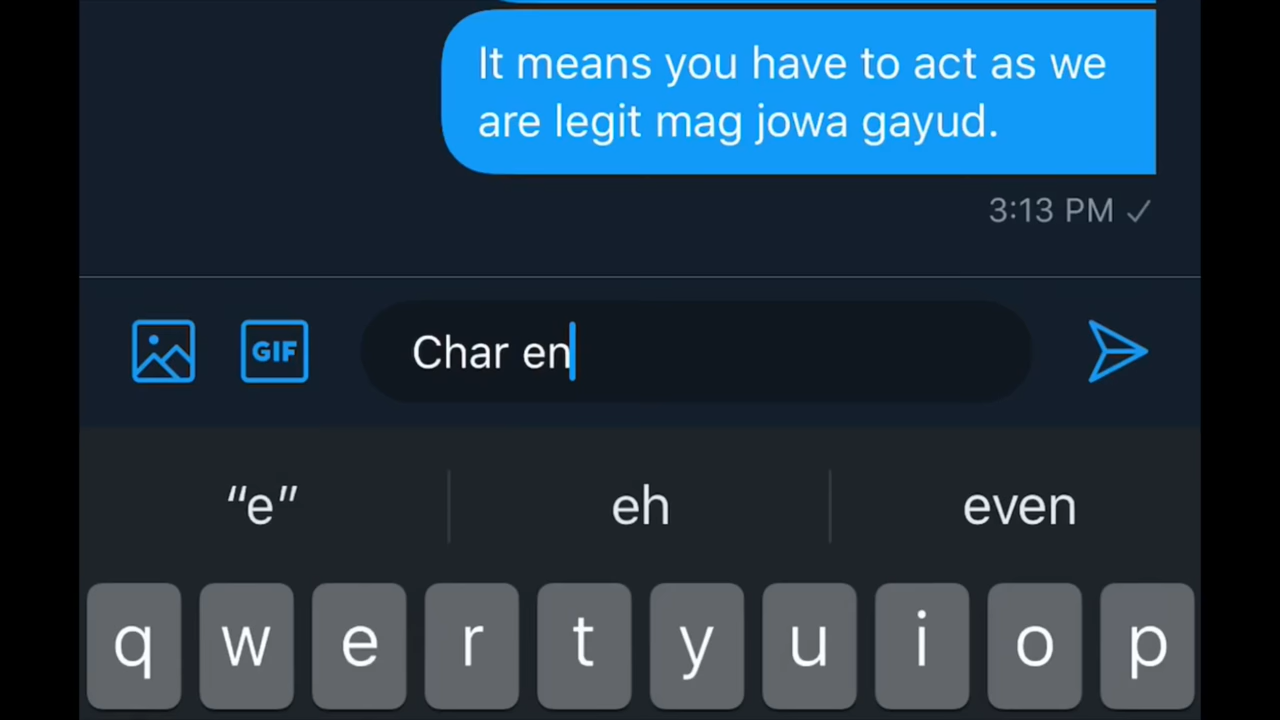 It means you have to act as we
are legit mag jowa gayud.
3:13 PM
GIF
Char en
"e" eh even
q w e r t y u i o p